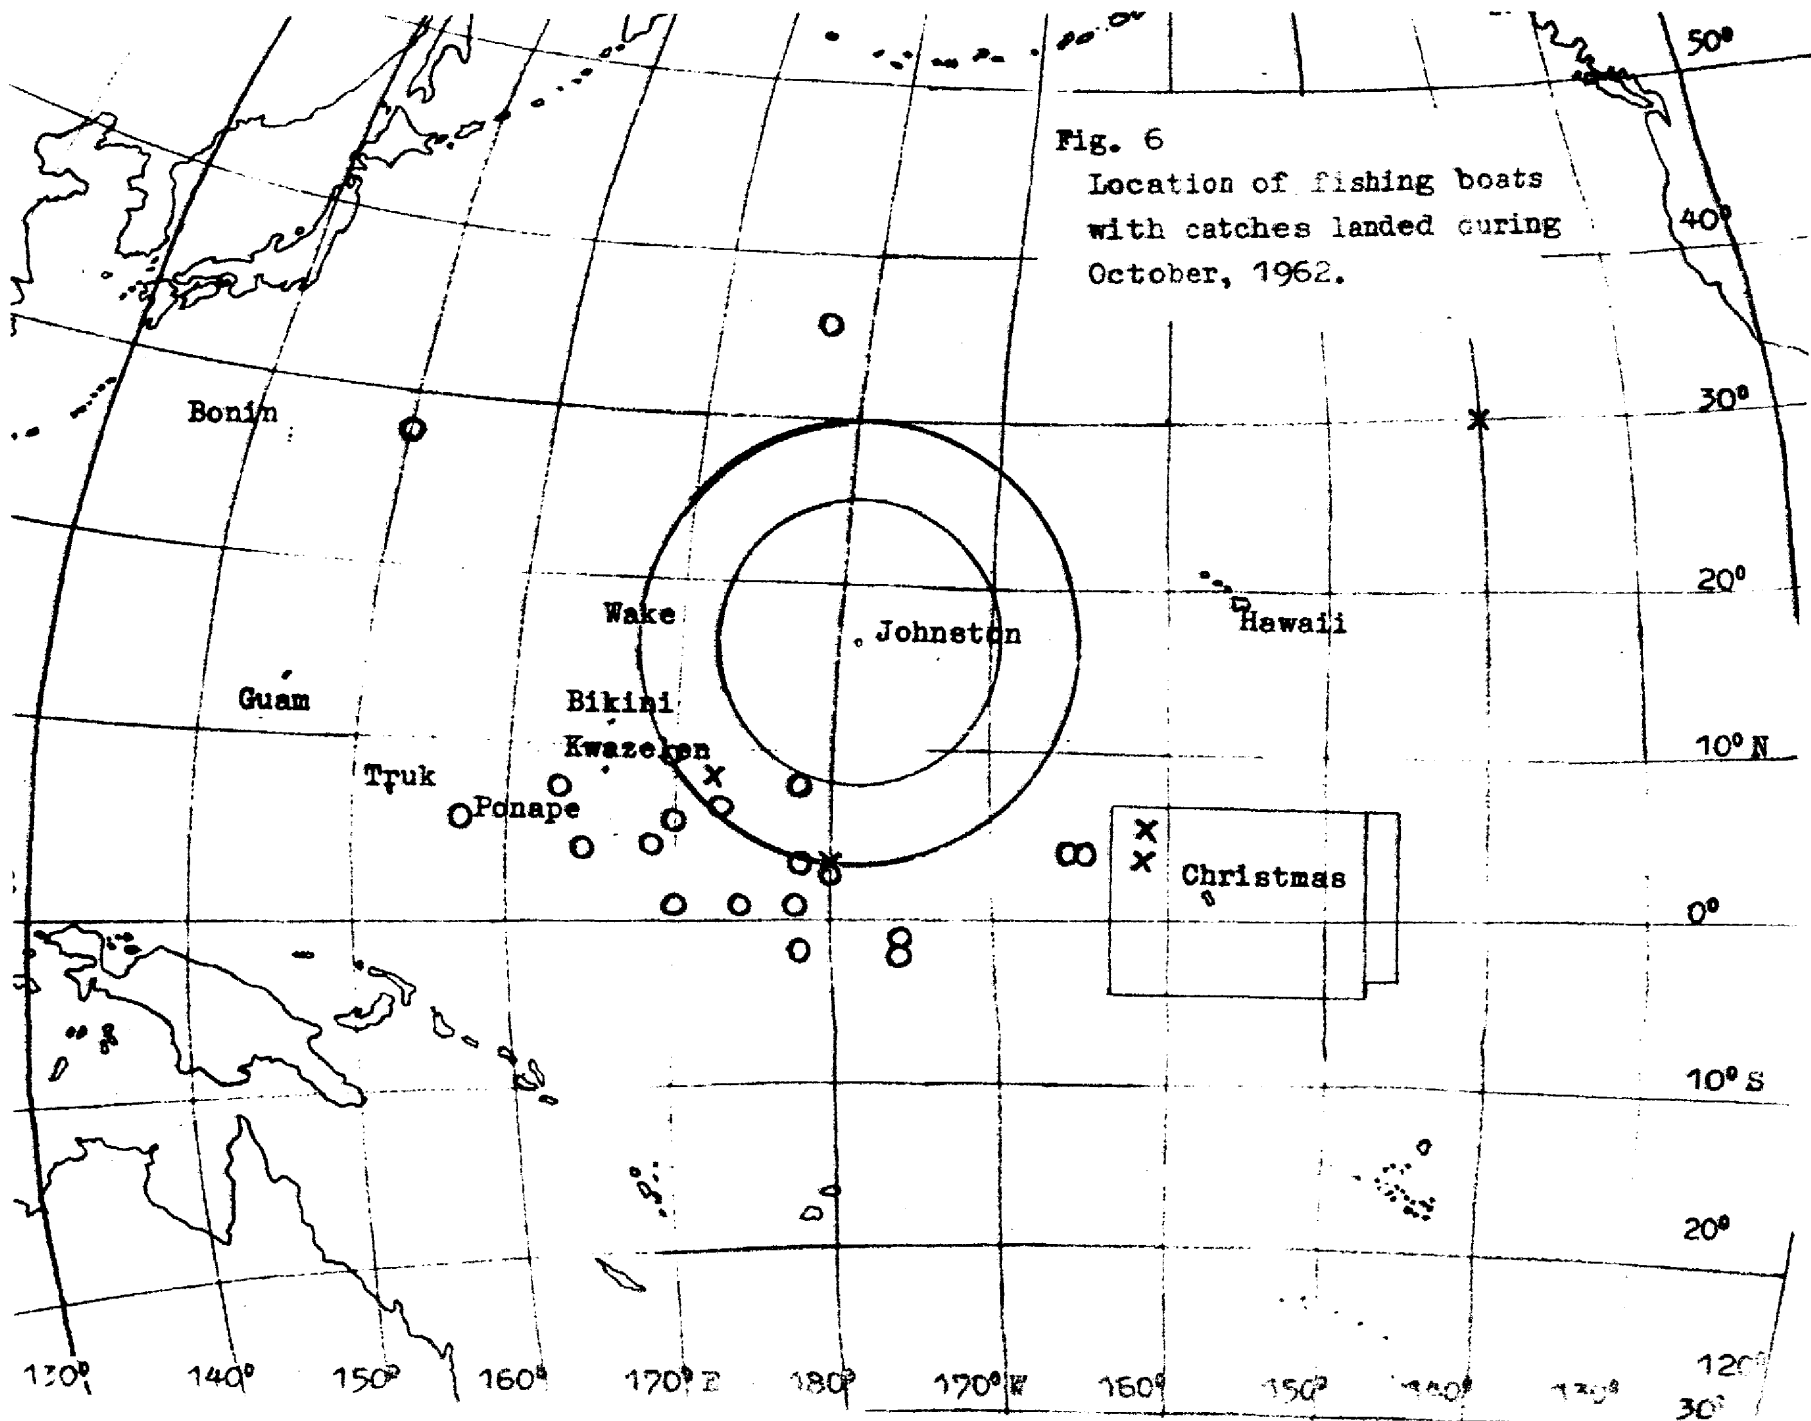 50°
Fig. 6
Location of fishing boats
with catches landed during
October, 1962.
40°
30°
Bonin
20°
Wake
Johnston
Hawaii
Guam
Bikini
10° N
Kwazelen
Truk
Ponape
Christmas
0°
10° S
20°
130° 140° 150° 160° 170° E 180° 170° W 160° 150° 140° 130° 120°
30°